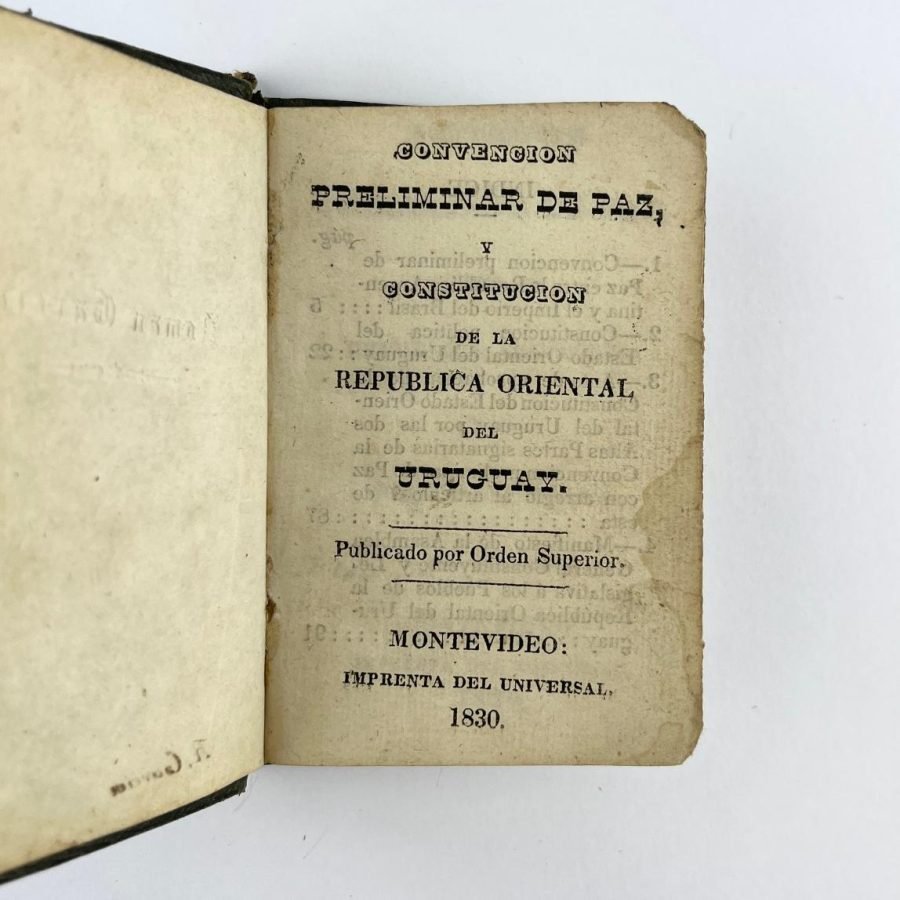 CONVENCION
PRELIMINAR DE PAZ,
Y
CONSTITUCION
DE LA
REPUBLICA ORIENTAL
DEL
URUGUAY.
Publicado por Orden Superior.
MONTEVIDEO:
IMPRENTA DEL UNIVERSAL.
1830.